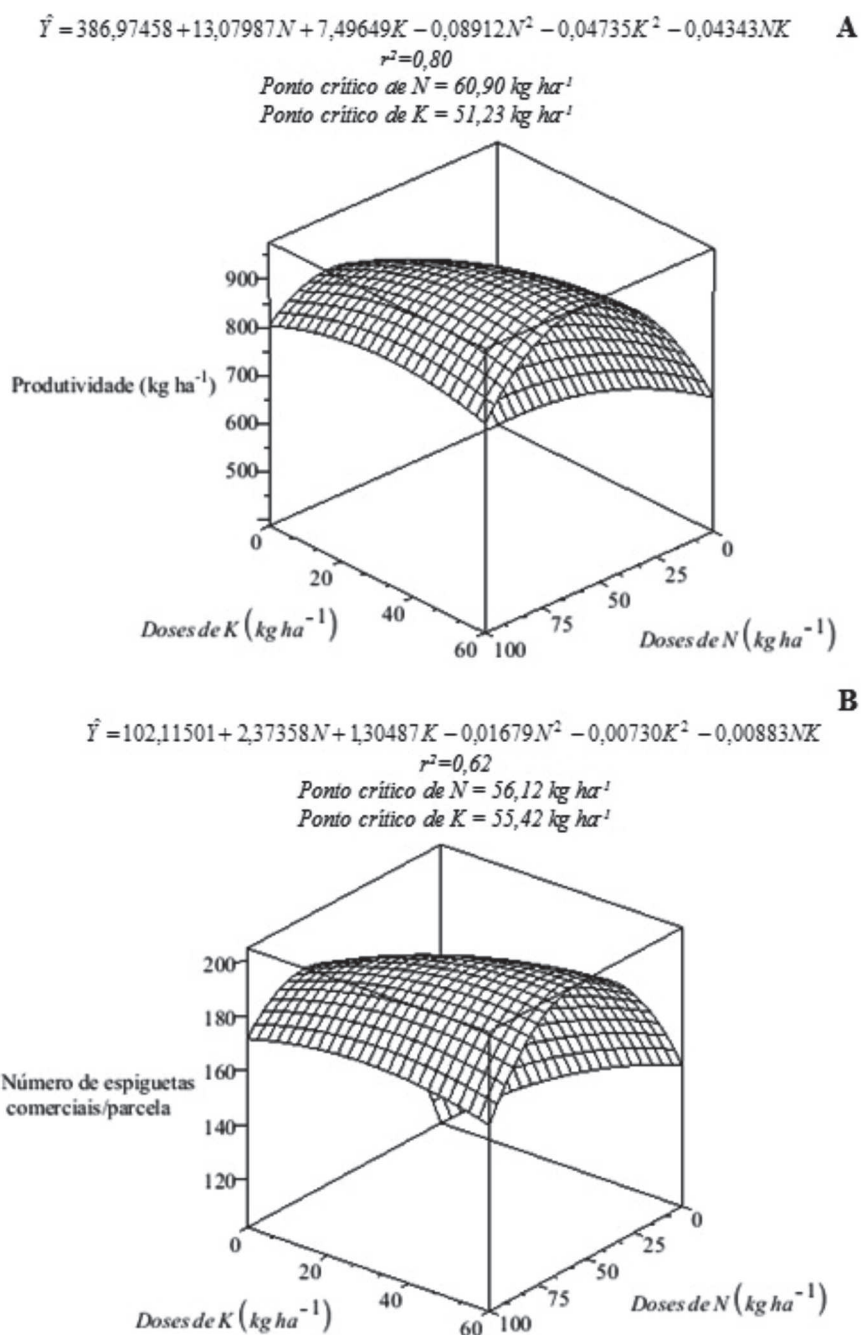 Ŷ = 386,97458 +13,07987N + 7,49649K − 0,08912N² − 0,04735K² − 0,04343NK
A
r²=0,80
Ponto crítico de N = 60,90 kg ha⁻¹
Ponto crítico de K = 51,23 kg ha⁻¹
900
800
Produtividade (kg ha⁻¹)
700
600
500
0
20
40
60
Doses de K (kg ha⁻¹)
100
75
50
25
0
Doses de N (kg ha⁻¹)
B
Ŷ = 102,11501 + 2,37358N + 1,30487K − 0,01679N² − 0,00730K² − 0,00883NK
r²=0,62
Ponto crítico de N = 56,12 kg ha⁻¹
Ponto crítico de K = 55,42 kg ha⁻¹
200
180
160
Número de espiguetas
comerciais/parcela
140
120
0
20
40
60
Doses de K (kg ha⁻¹)
100
75
50
25
0
Doses de N (kg ha⁻¹)